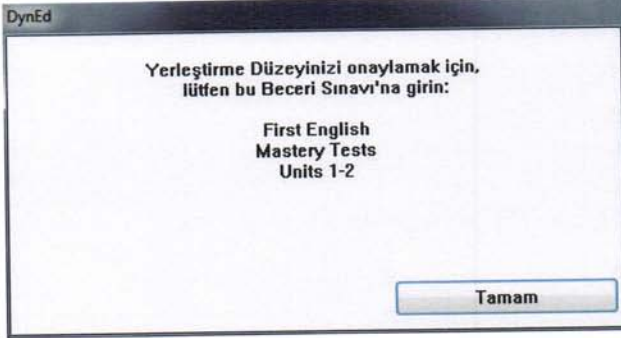 DynEd
Yerleştirme Düzeyinizi onaylamak için,
lütfen bu Beceri Sınavı'na girin:
First English
Mastery Tests
Units 1-2
Tamam